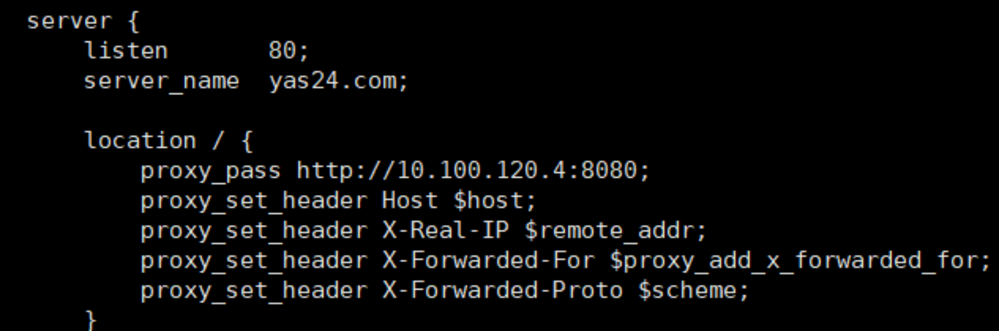 server {
    listen       80;
    server_name  yas24.com;

    location / {
        proxy_pass http://10.100.120.4:8080;
        proxy_set_header Host $host;
        proxy_set_header X-Real-IP $remote_addr;
        proxy_set_header X-Forwarded-For $proxy_add_x_forwarded_for;
        proxy_set_header X-Forwarded-Proto $scheme;
    }